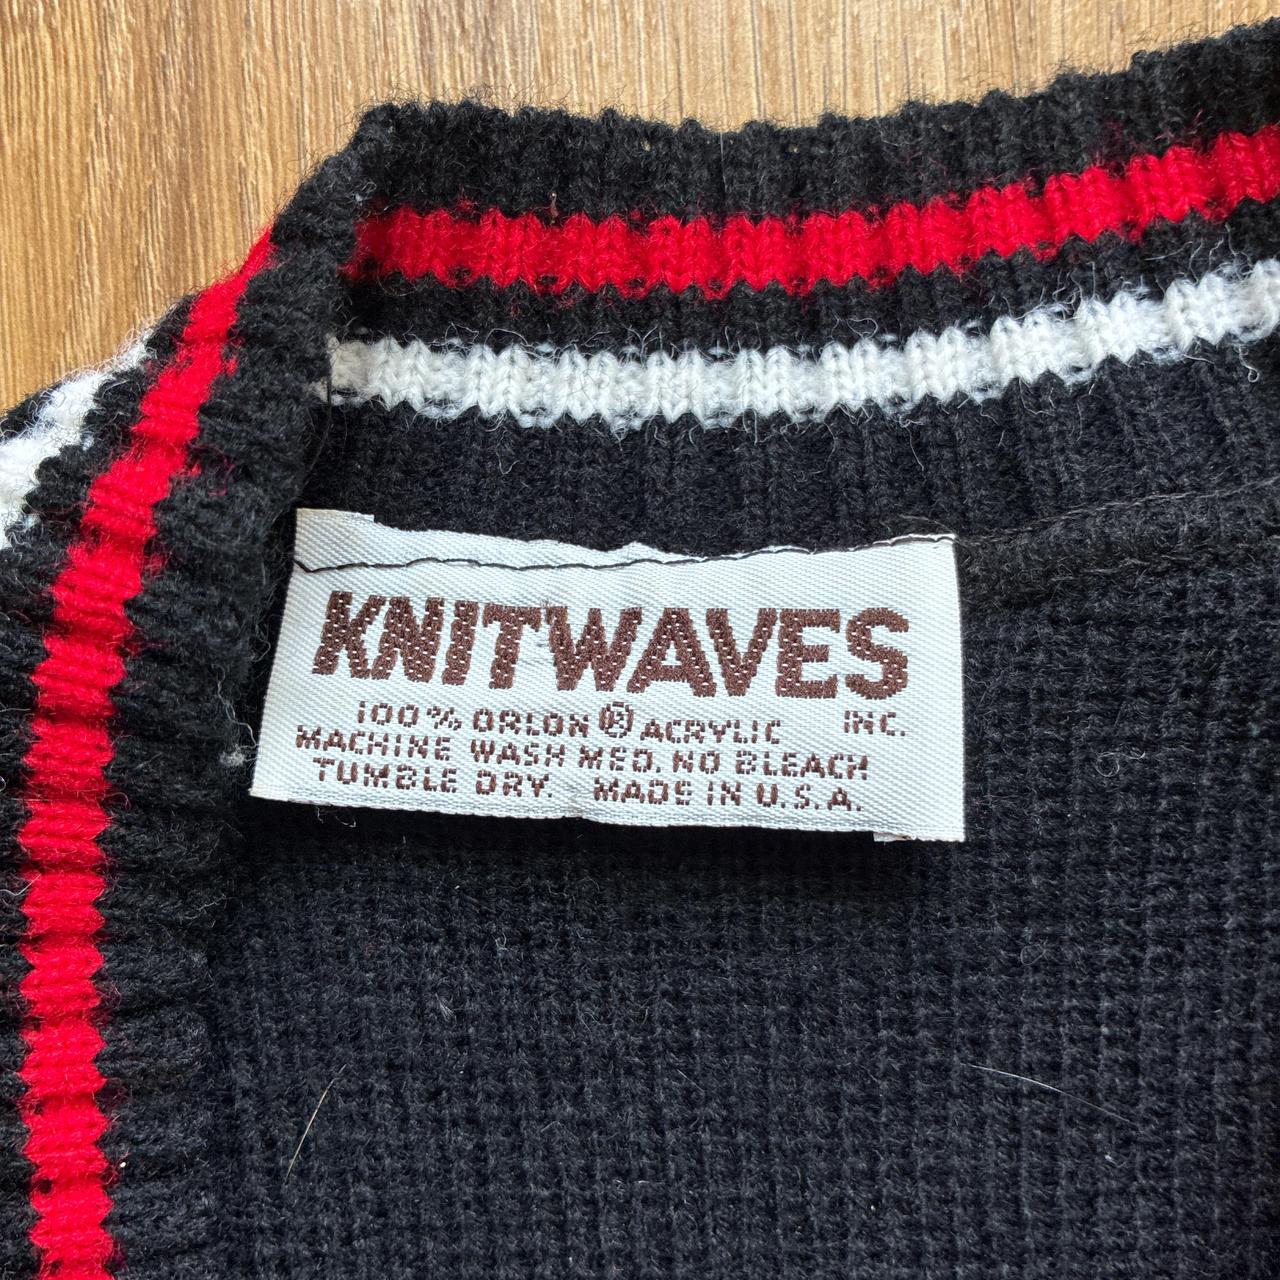 KNITWAVES
100% ORLON ® ACRYLIC INC.
MACHINE WASH MED. NO BLEACH
TUMBLE DRY. MADE IN U.S.A.